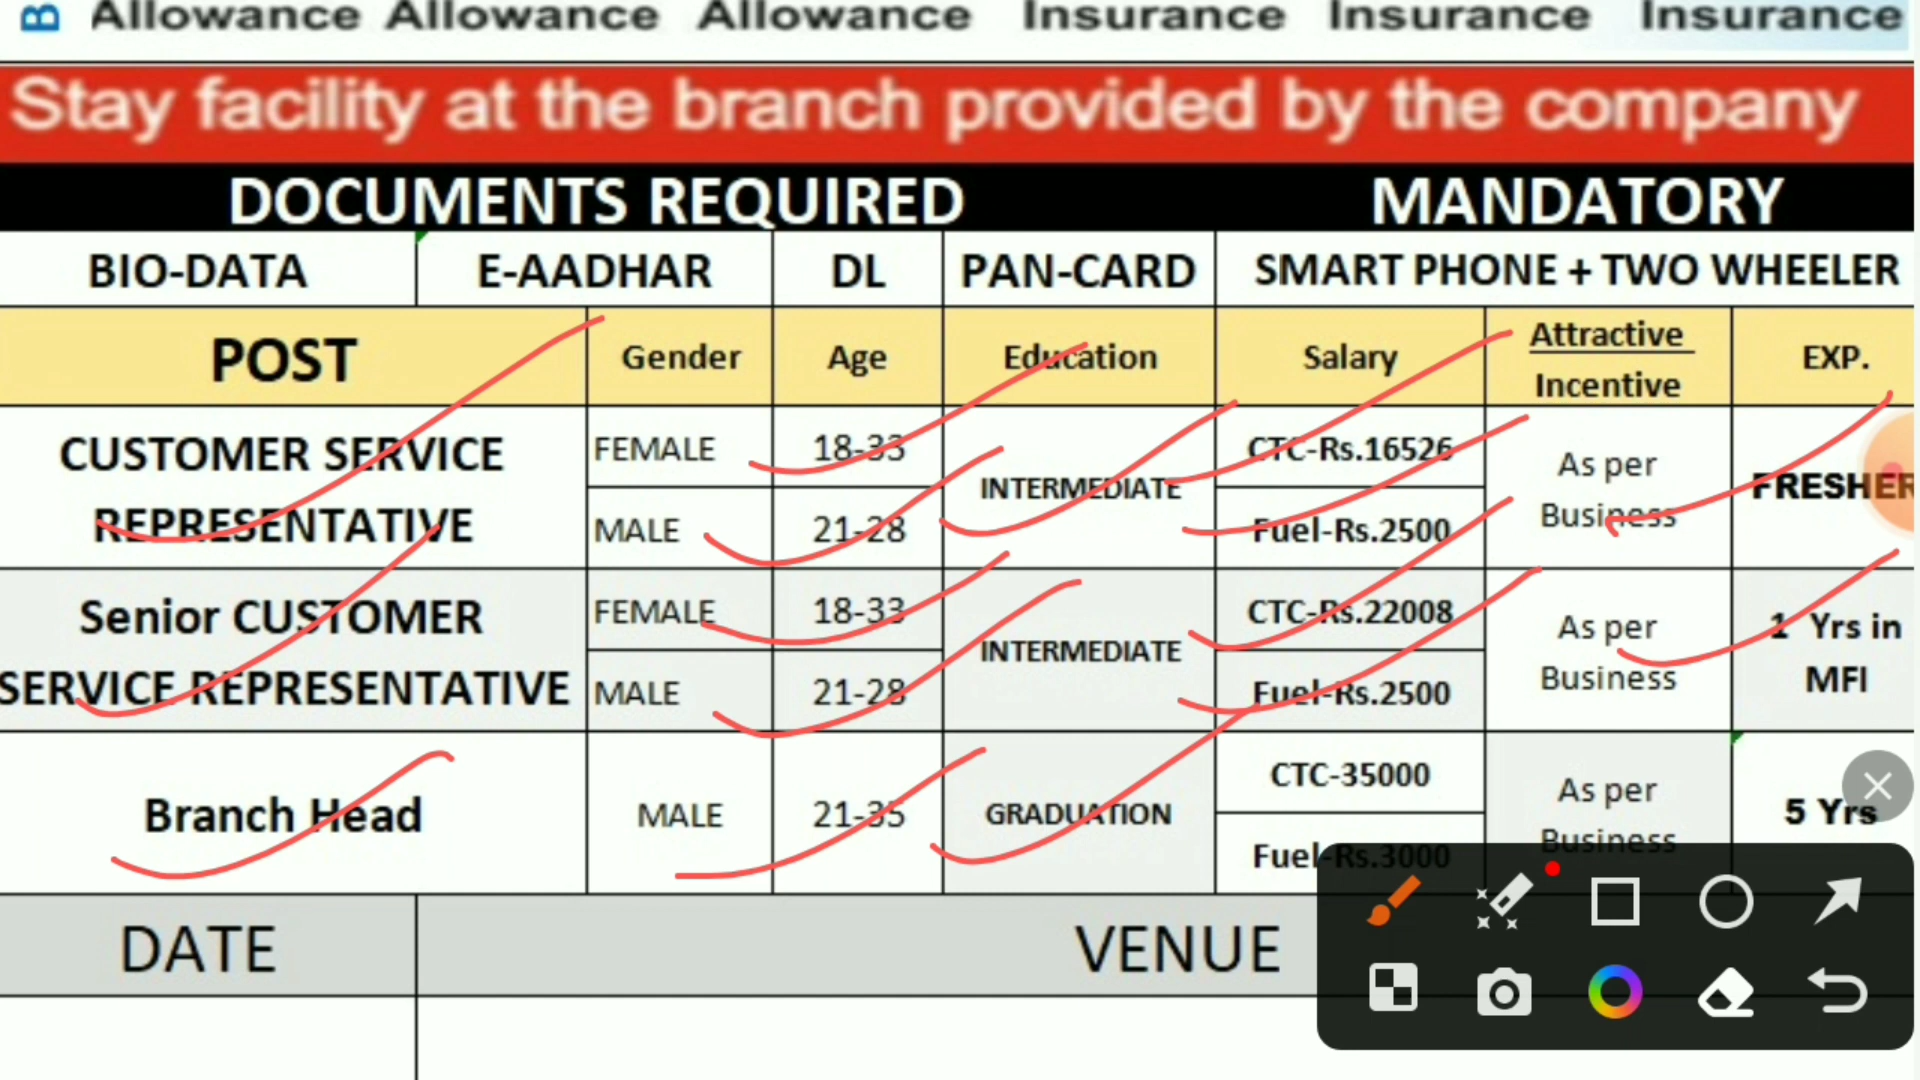 B Allowance Allowance Allowance Insurance Insurance Insurance
Stay facility at the branch provided by the company
DOCUMENTS REQUIRED MANDATORY
BIO-DATA E-AADHAR DL PAN-CARD SMART PHONE + TWO WHEELER
POST Gender Age Education Salary Attractive Incentive EXP.
CUSTOMER SERVICE REPRESENTATIVE
FEMALE 18-33 INTERMEDIATE CTC-Rs.16526 As per Business FRESHER
MALE 21-28 Fuel-Rs.2500
Senior CUSTOMER SERVICE REPRESENTATIVE
FEMALE 18-33 INTERMEDIATE CTC-Rs.22008 As per Business 1 Yrs in MFI
MALE 21-28 Fuel-Rs.2500
Branch Head MALE 21-35 GRADUATION CTC-35000 As per Business 5 Yrs
Fuel-Rs.3000
DATE VENUE